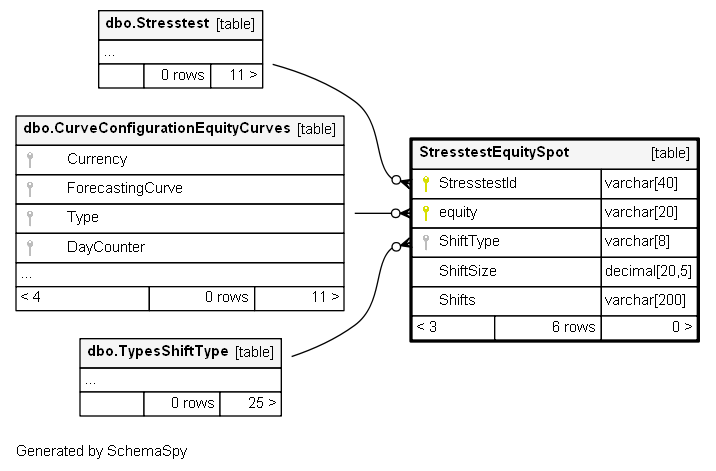 dbo.Stresstest [table]
...
0 rows 11 >
dbo.CurveConfigurationEquityCurves [table]
Currency
ForecastingCurve
Type
DayCounter
...
< 4 0 rows 11 >
dbo.TypesShiftType [table]
...
0 rows 25 >
StresstestEquitySpot [table]
StresstestId varchar[40]
equity varchar[20]
ShiftType varchar[8]
ShiftSize decimal[20,5]
Shifts varchar[200]
< 3 6 rows 0 >
Generated by SchemaSpy